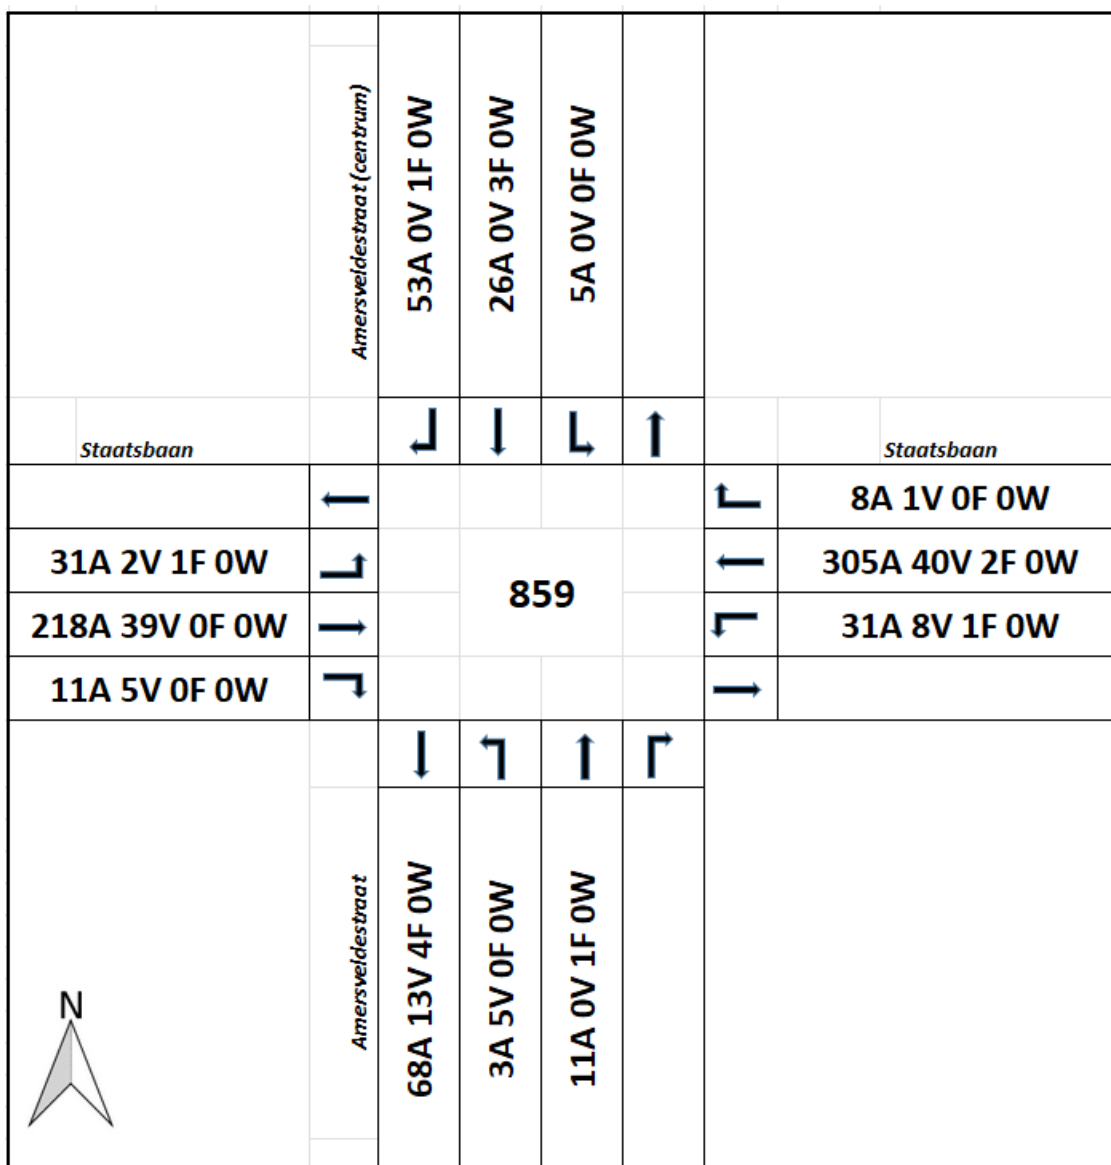 Amersveldestraat (centrum)
53A 0V 1F 0W
26A 0V 3F 0W
5A 0V 0F 0W
Staatsbaan
Staatsbaan
8A 1V 0F 0W
31A 2V 1F 0W
305A 40V 2F 0W
859
218A 39V 0F 0W
31A 8V 1F 0W
11A 5V 0F 0W
Amersveldestraat
68A 13V 4F 0W
3A 5V 0F 0W
11A 0V 1F 0W
N